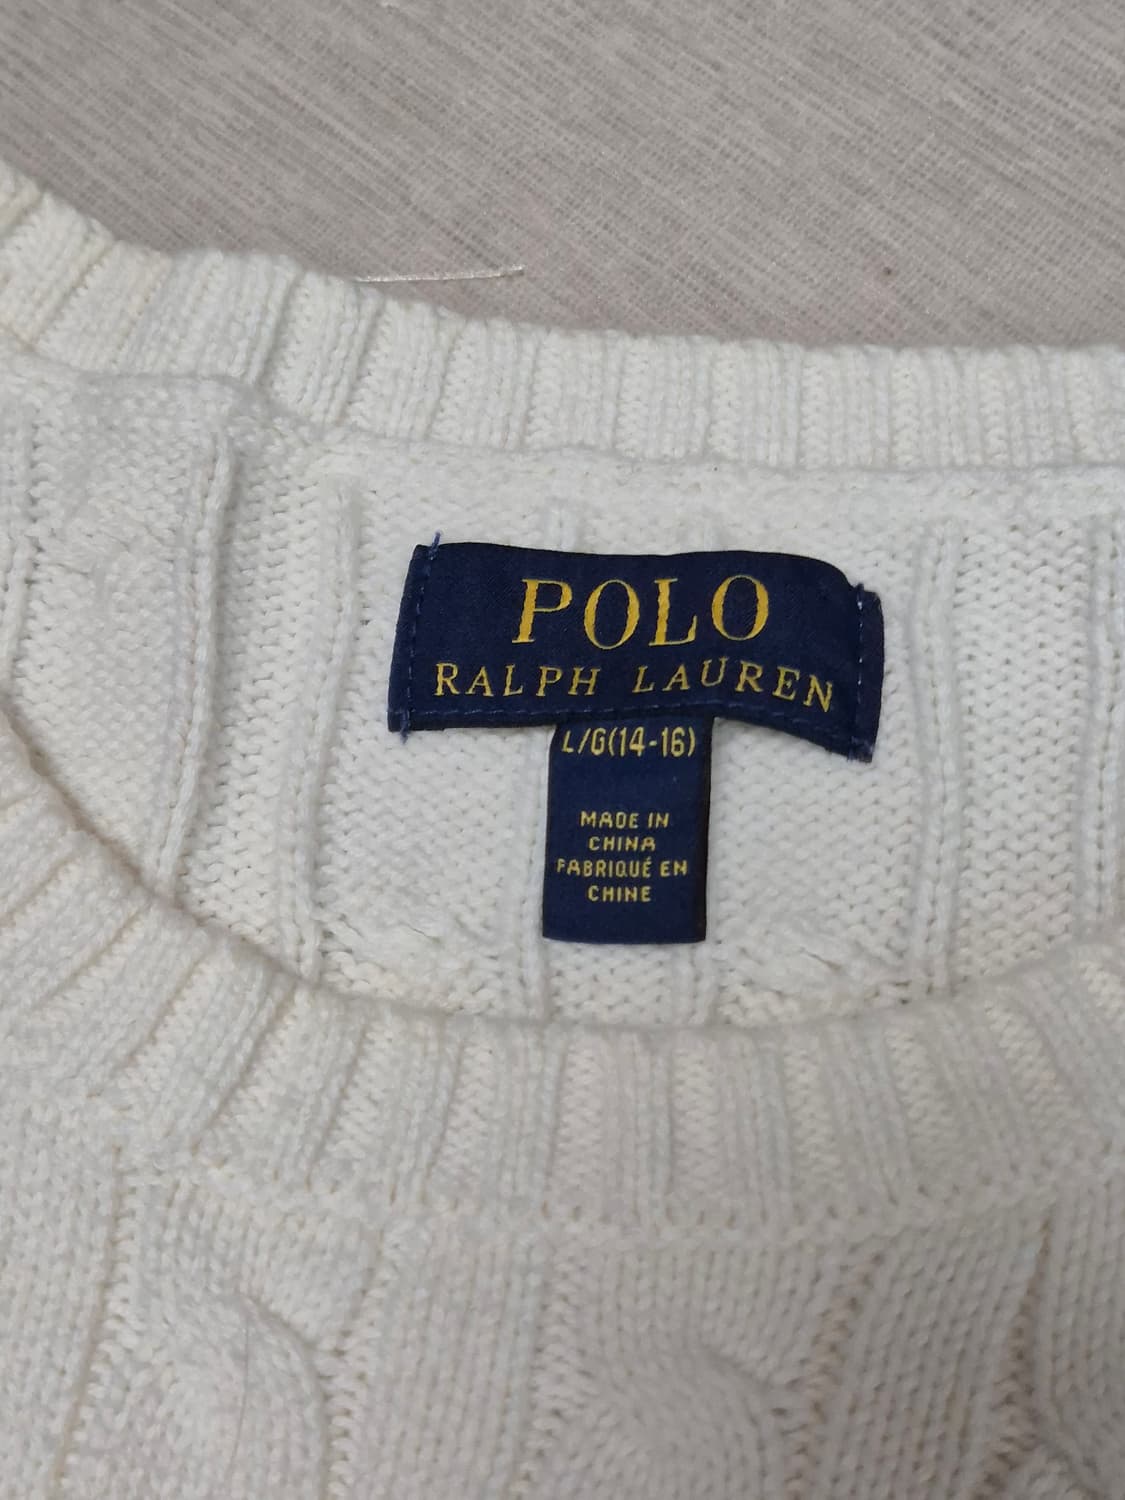 POLO
RALPH LAUREN
L/G(14-16)
MADE IN
CHINA
FABRIQUÉ EN
CHINE